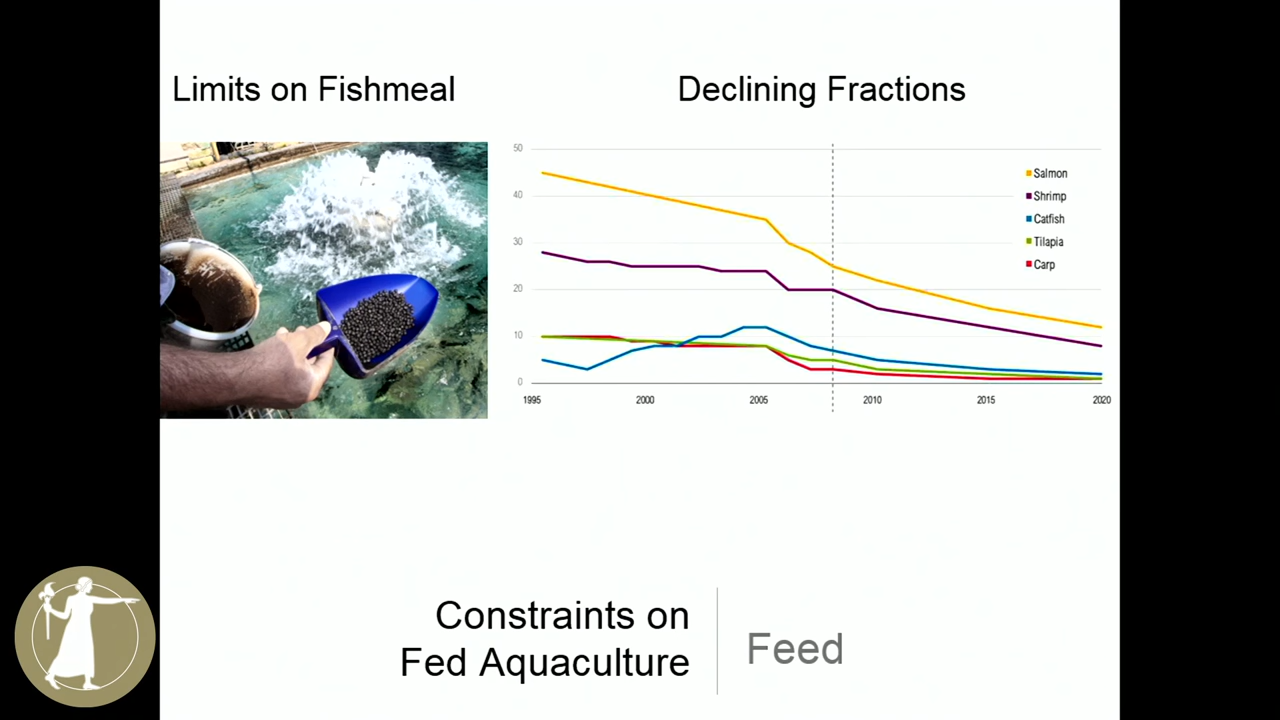 Limits on Fishmeal
Declining Fractions
50
40
30
20
10
0
1995
2000
2005
2010
2015
2020
Salmon
Shrimp
Catfish
Tilapia
Carp
Constraints on
Fed Aquaculture
Feed